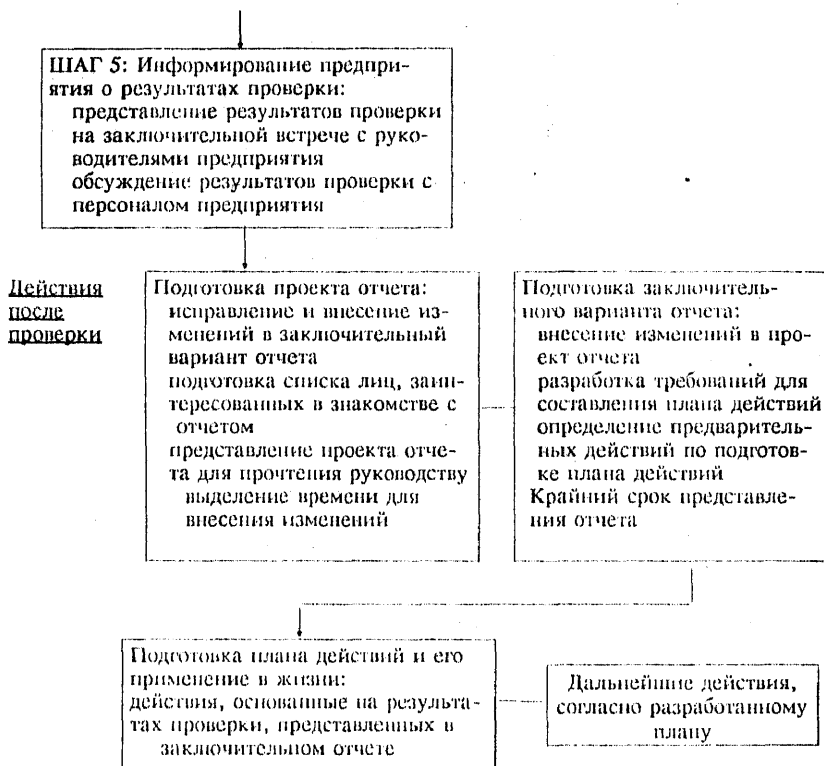 ШАГ 5: Информирование предпри-
ятия о результатах проверки:
представление результатов проверки
на заключительной встрече с руко-
водителями предприятия
обсуждение результатов проверки с
персоналом предприятия
Действия
после
проверки
Подготовка проекта отчета:
исправление и внесение из-
менений в заключительный
вариант отчета
подготовка списка лиц, заин-
тересованных в знакомстве с
отчетом
представление проекта отче-
та для прочтения руководству
выделение времени для
внесения изменений
Подготовка заключитель-
ного варианта отчета:
внесение изменений в про-
ект отчета
разработка требований для
составления плана действий
определение предваритель-
ных действий по подготов-
ке плана действий
Крайний срок представле-
ния отчета
Подготовка плана действий и его
применение в жизни:
действия, основанные на результа-
тах проверки, представленных в
заключительном отчете
Дальнейшие действия,
согласно разработанному
плану